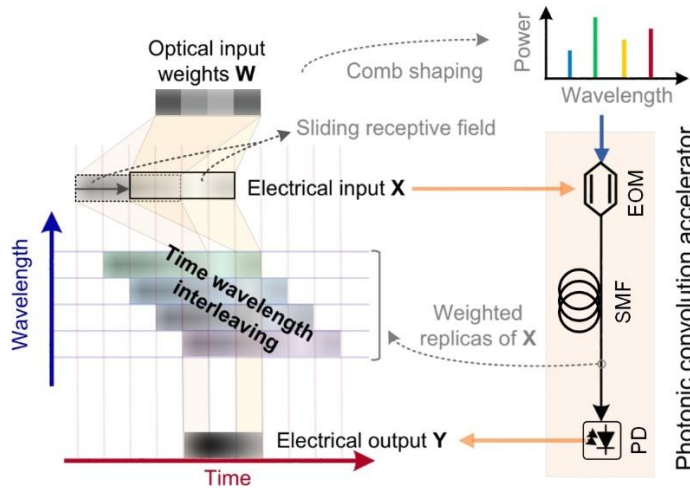 Optical input
weights W
Comb shaping
Power
Wavelength
Sliding receptive field
Electrical input X
EOM
Wavelength
Time wavelength
interleaving
SMF
Weighted
replicas of X
Photonic convolution accelerator
Electrical output Y
PD
Time